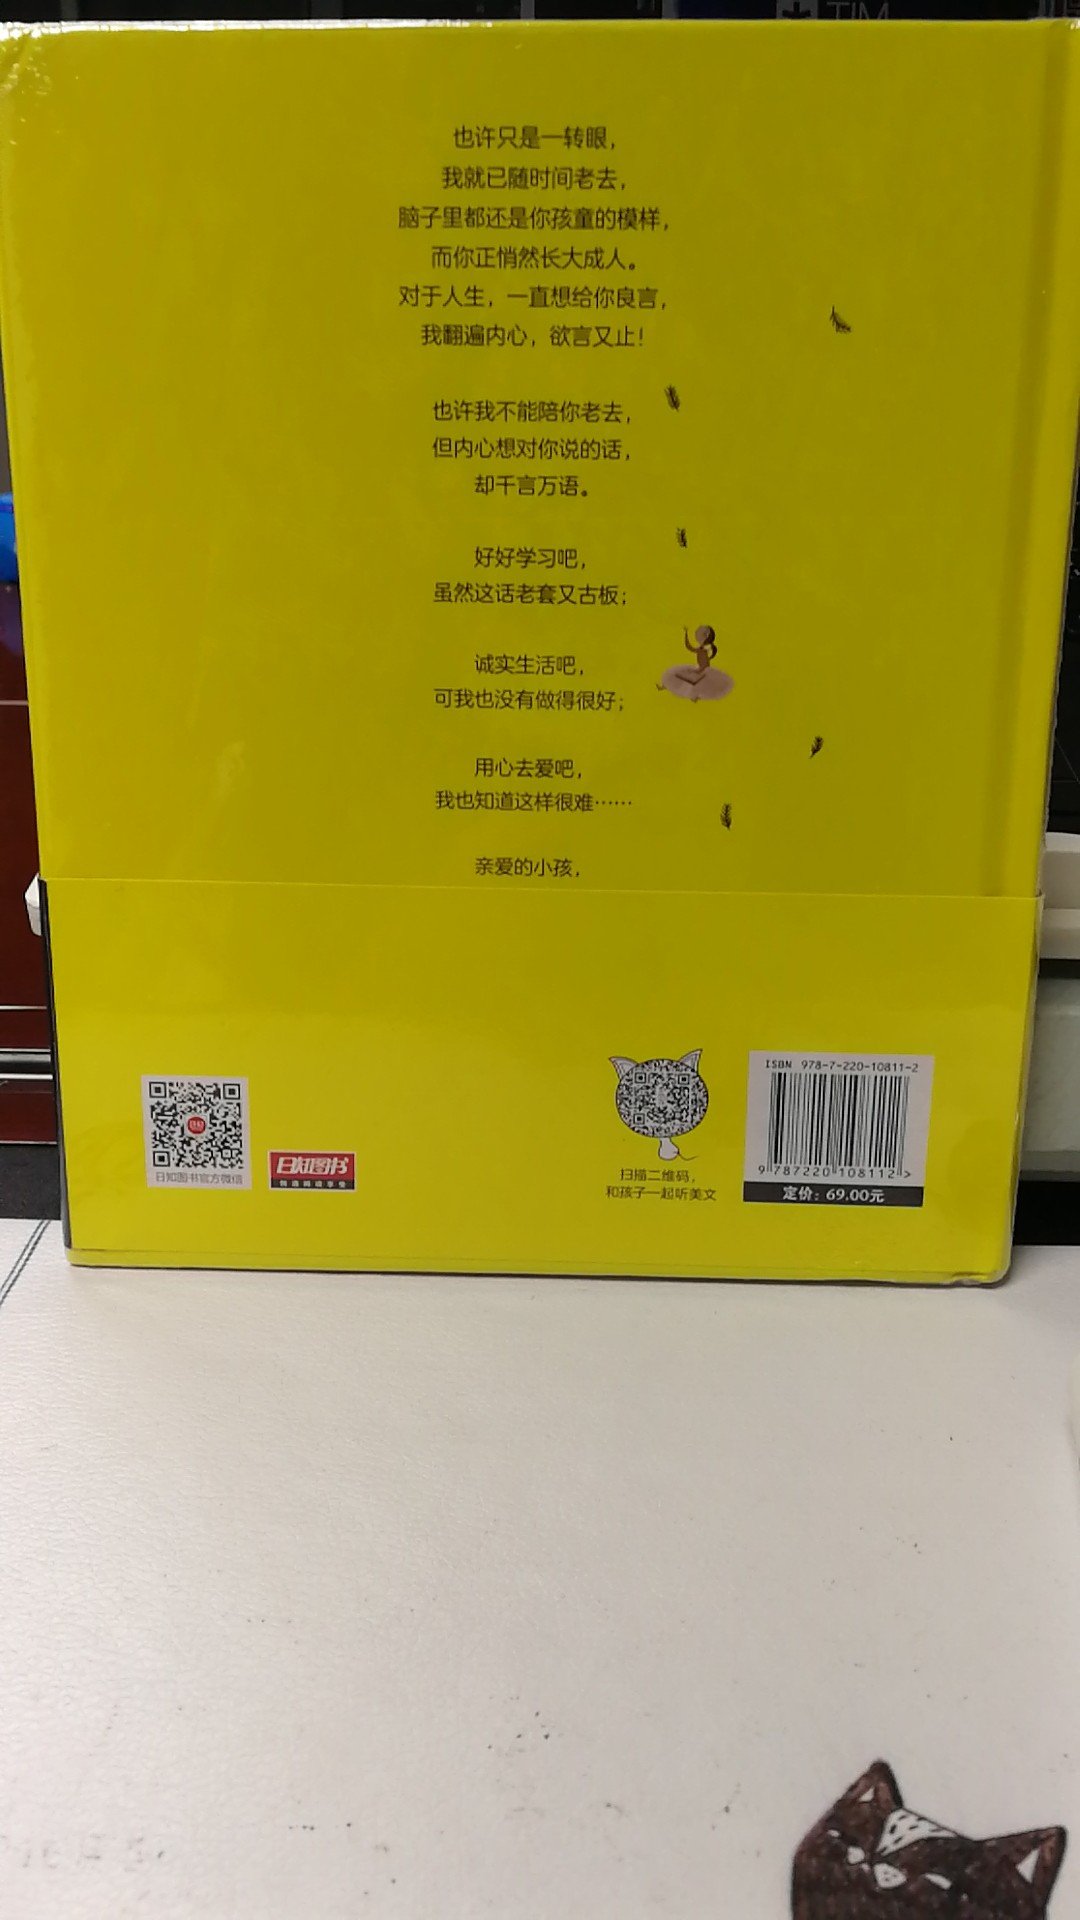 TIM
也许只是一转眼，
我就已随时间老去，
脑子里都还是你孩童的模样，
而你正悄然长大成人。
对于人生，一直想给你良言，
我翻遍内心，欲言又止！
也许我不能陪你老去，
但内心想对你说的话，
却千言万语。
好好学习吧，
虽然这话老套又古板；
诚实生活吧，
可我也没有做得很好；
用心去爱吧，
我也知道这样很难……
亲爱的小孩，
日知图书官方微信
日知图书
扫描二维码，
和孩子一起听美文
ISBN 978-7-220-10811-2
9 787220 108112 >
定价：69.00元